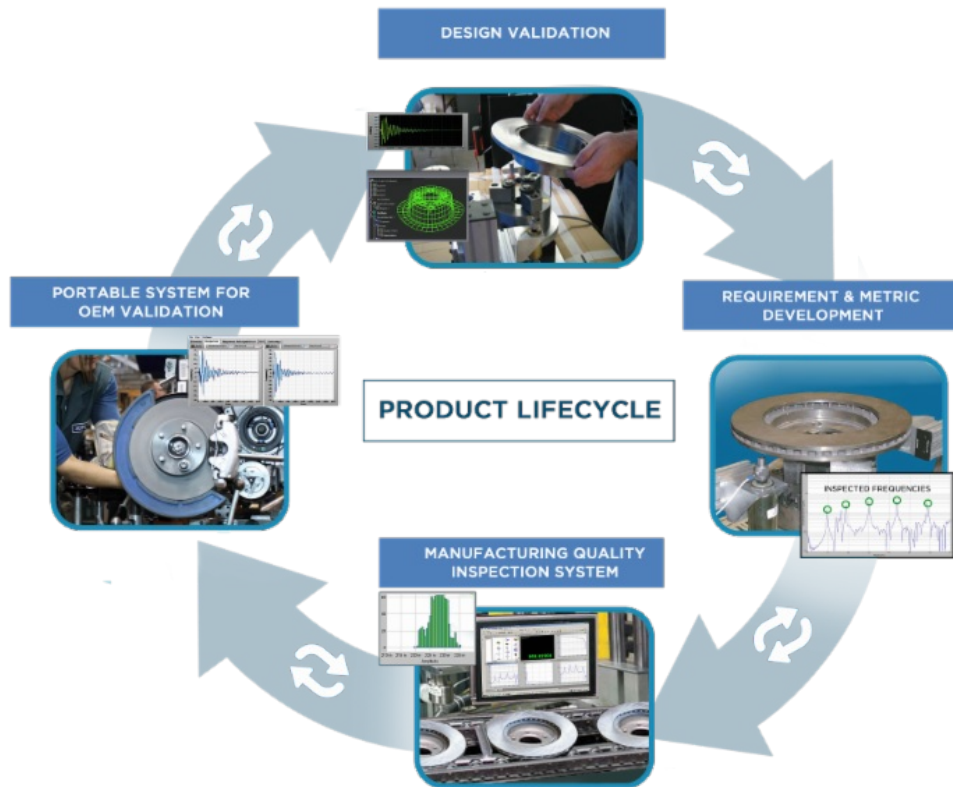 DESIGN VALIDATION
PORTABLE SYSTEM FOR
OEM VALIDATION
REQUIREMENT & METRIC
DEVELOPMENT
PRODUCT LIFECYCLE
INSPECTED FREQUENCIES
MANUFACTURING QUALITY
INSPECTION SYSTEM